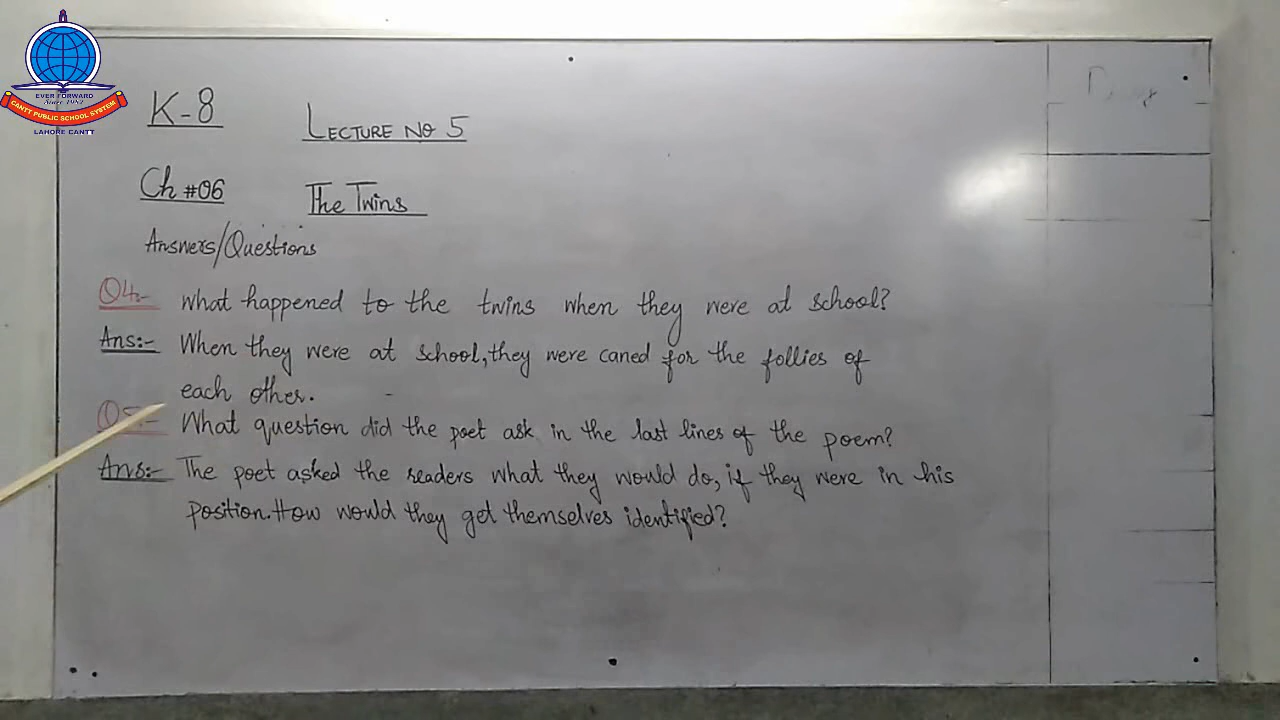 EVER FORWARD
Since 1982
CANTT PUBLIC SCHOOL SYSTEM
LAHORE CANTT
K-8
LECTURE NO 5
Ch #06 The Twins
Answers/Questions
Q4:- What happened to the twins when they were at school?
Ans:- When they were at school, they were caned for the follies of
each other.
Q5:- What question did the poet ask in the last lines of the poem?
Ans:- The poet asked the readers what they would do, if they were in his
position. How would they get themselves identified?